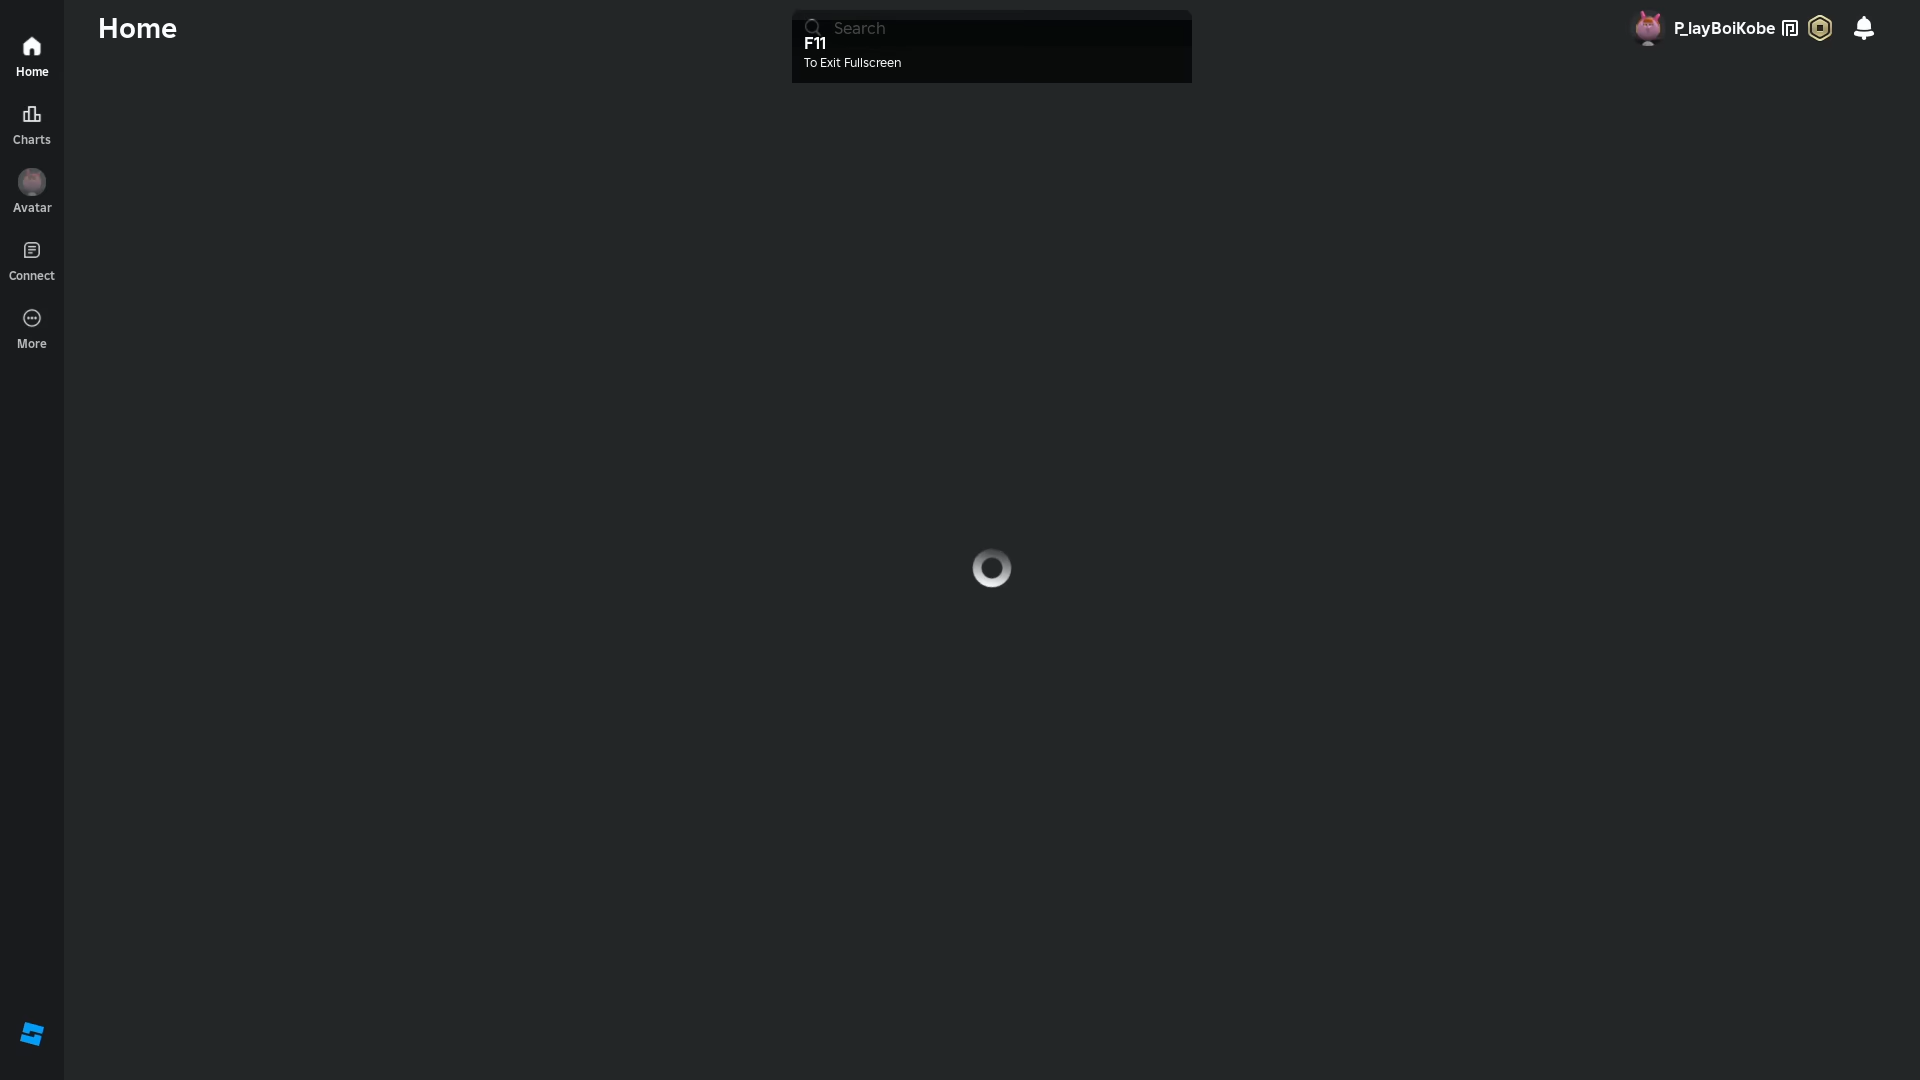 Home
Search
F11
To Exit Fullscreen
P_layBoiKobe
Home
Charts
Avatar
Connect
More